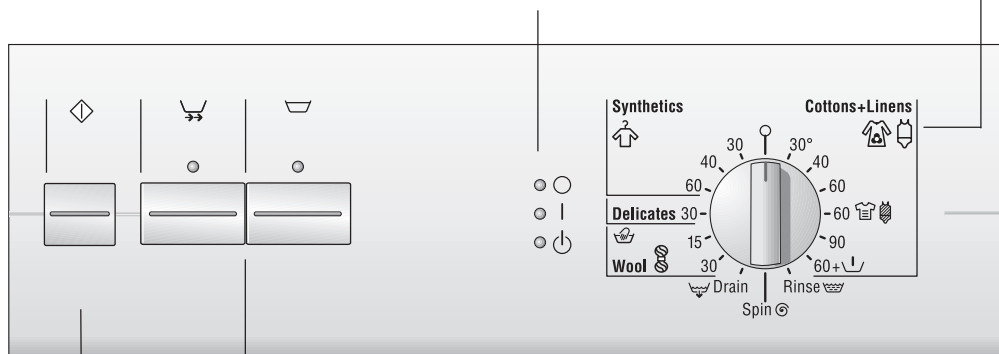 Synthetics
Cottons+Linens
30
30°
40
40
60
60
Delicates 30
60
15
90
Wool
30
60+
Drain
Rinse
Spin